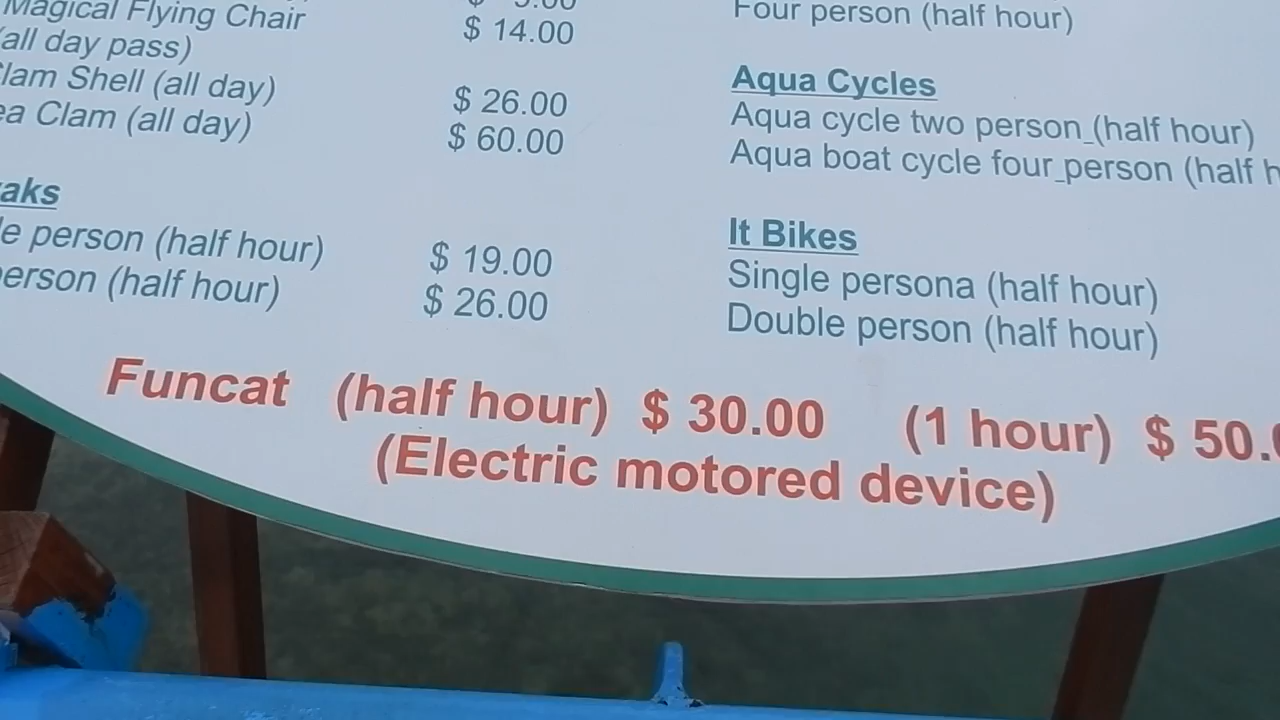 Magical Flying Chair
(all day pass) $ 14.00
lam Shell (all day) $ 26.00
ea Clam (all day) $ 60.00
aks
le person (half hour) $ 19.00
erson (half hour) $ 26.00
Four person (half hour)
Aqua Cycles
Aqua cycle two person (half hour)
Aqua boat cycle four person (half h
It Bikes
Single persona (half hour)
Double person (half hour)
Funcat (half hour) $ 30.00 (1 hour) $ 50.
(Electric motored device)